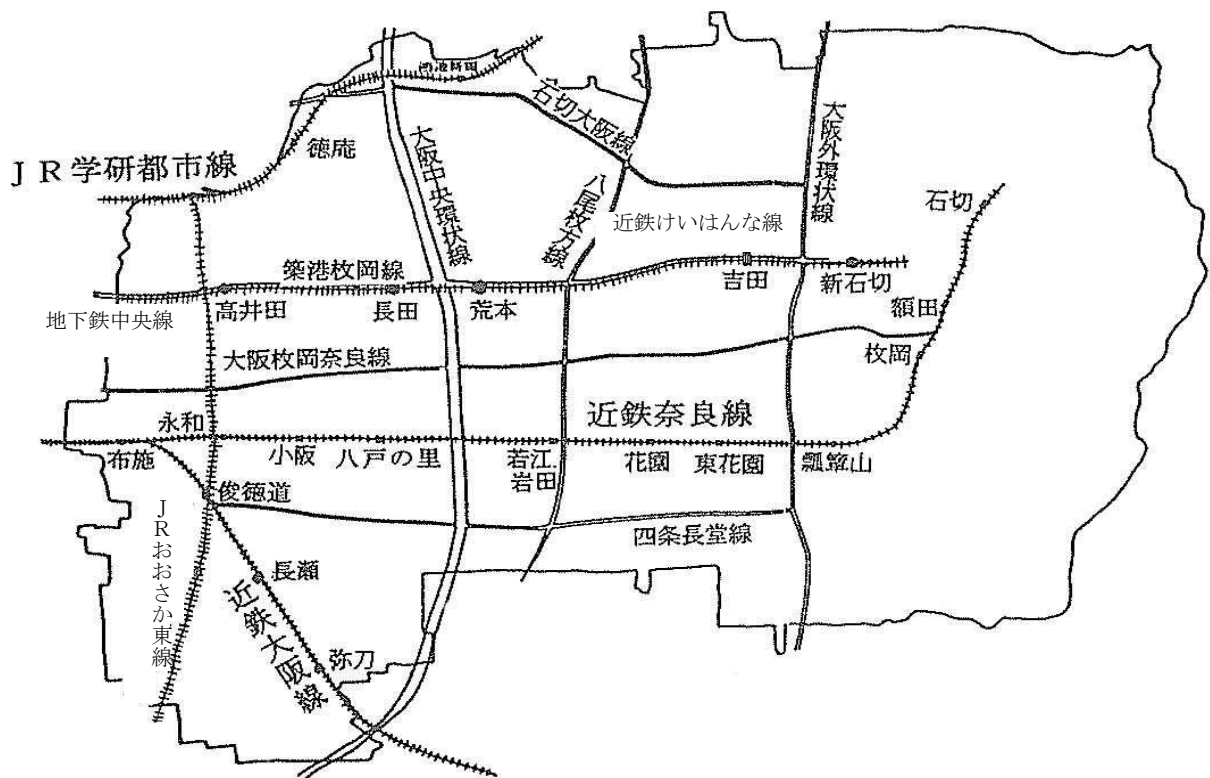 鴻池新田
石切大阪線
徳庵
大阪外環状線
JR学研都市線
大阪中央環状線
八尾枚方線
石切
近鉄けいはんな線
築港枚岡線
吉田
新石切
高井田
長田
荒本
額田
地下鉄中央線
枚岡
大阪枚岡奈良線
永和
近鉄奈良線
布施
小阪
八戸の里
若江
岩田
花園
東花園
瓢箪山
俊徳道
JRおおさか東線
四条長堂線
長瀬
近鉄大阪線
弥刀